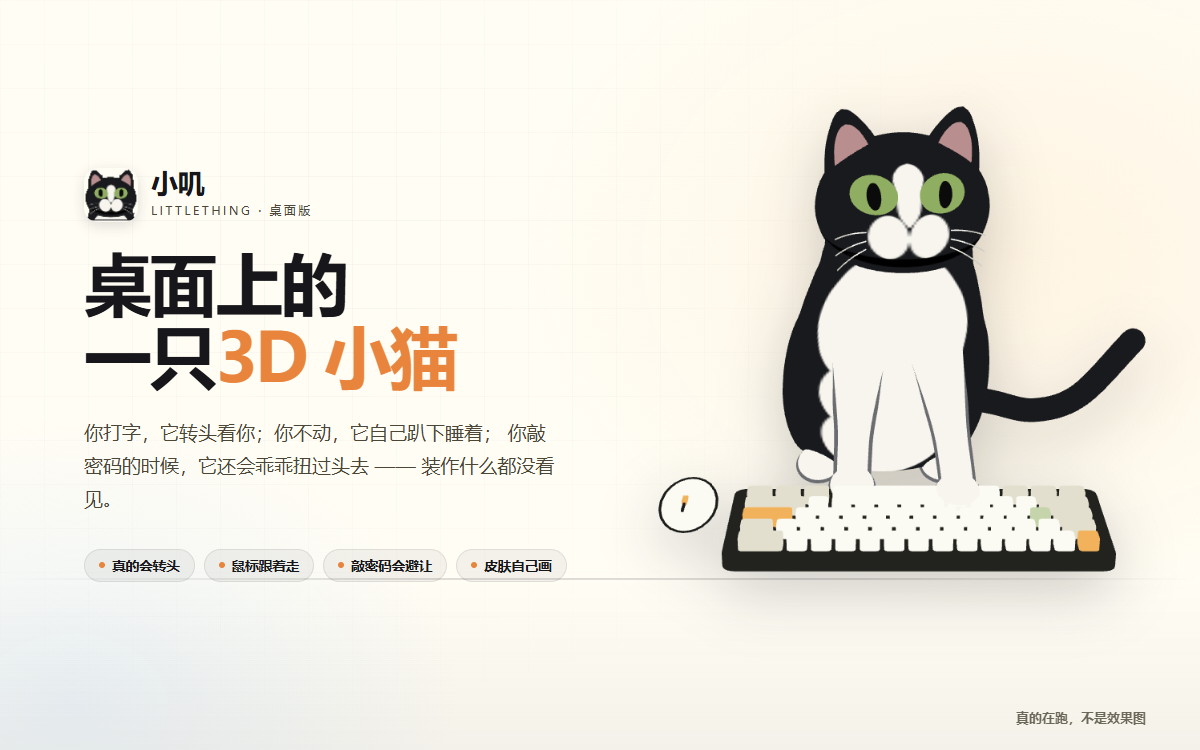 小叽
LITTLETHING · 桌面版
桌面上的
一只3D 小猫
你打字，它转头看你；你不动，它自己趴下睡着； 你敲
密码的时候，它还会乖乖扭过头去 —— 装作什么都没看
见。
真的会转头
鼠标跟着走
敲密码会避让
皮肤自己画
真的在跑，不是效果图